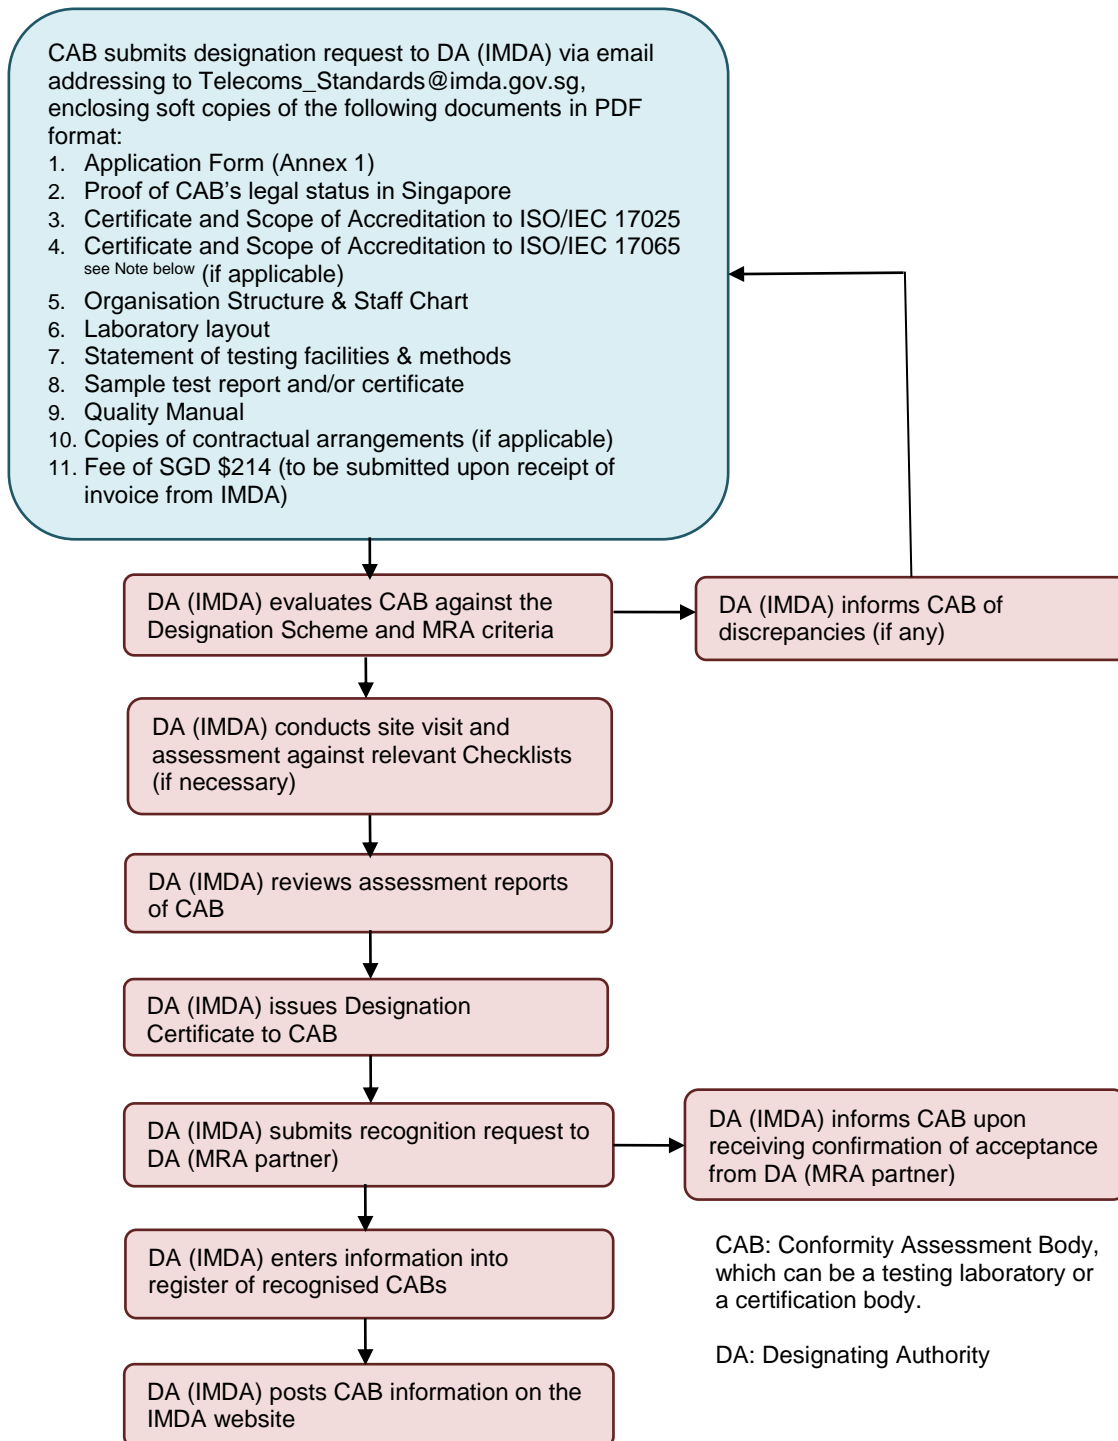 CAB submits designation request to DA (IMDA) via email
addressing to Telecoms_Standards@imda.gov.sg,
enclosing soft copies of the following documents in PDF
format:
1. Application Form (Annex 1)
2. Proof of CAB's legal status in Singapore
3. Certificate and Scope of Accreditation to ISO/IEC 17025
4. Certificate and Scope of Accreditation to ISO/IEC 17065
see Note below (if applicable)
5. Organisation Structure & Staff Chart
6. Laboratory layout
7. Statement of testing facilities & methods
8. Sample test report and/or certificate
9. Quality Manual
10. Copies of contractual arrangements (if applicable)
11. Fee of SGD $214 (to be submitted upon receipt of
invoice from IMDA)
DA (IMDA) evaluates CAB against the
Designation Scheme and MRA criteria
DA (IMDA) informs CAB of
discrepancies (if any)
DA (IMDA) conducts site visit and
assessment against relevant Checklists
(if necessary)
DA (IMDA) reviews assessment reports
of CAB
DA (IMDA) issues Designation
Certificate to CAB
DA (IMDA) submits recognition request to
DA (MRA partner)
DA (IMDA) informs CAB upon
receiving confirmation of acceptance
from DA (MRA partner)
DA (IMDA) enters information into
register of recognised CABs
CAB: Conformity Assessment Body,
which can be a testing laboratory or
a certification body.
DA: Designating Authority
DA (IMDA) posts CAB information on the
IMDA website